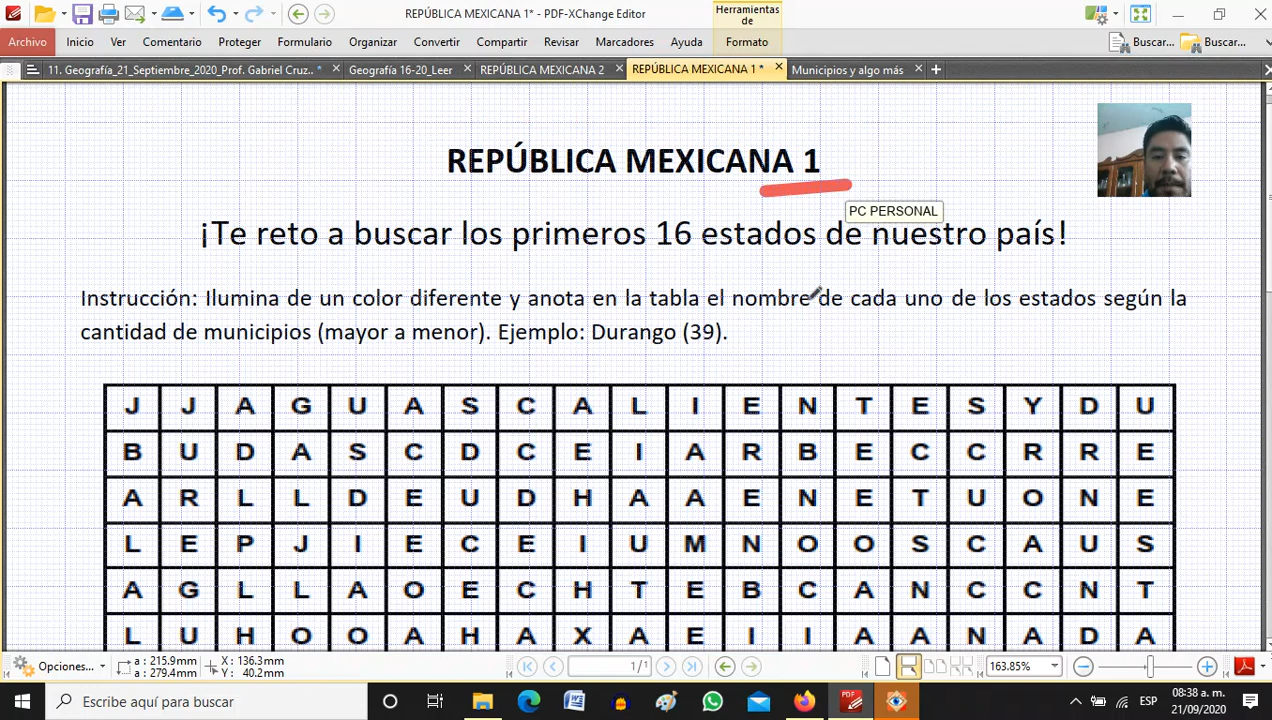 REPÚBLICA MEXICANA 1* - PDF-XChange Editor
Herramientas de
Archivo Inicio Ver Comentario Proteger Formulario Organizar Convertir Compartir Revisar Marcadores Ayuda Formato Buscar... Buscar...
11. Geografía_21_Septiembre_2020_Prof. Gabriel Cruz.. * Geografía 16-20_Leer REPÚBLICA MEXICANA 2 REPÚBLICA MEXICANA 1 * Municipios y algo más
REPÚBLICA MEXICANA 1
PC PERSONAL
¡Te reto a buscar los primeros 16 estados de nuestro país!
Instrucción: Ilumina de un color diferente y anota en la tabla el nombre de cada uno de los estados según la
cantidad de municipios (mayor a menor). Ejemplo: Durango (39).
J J A G U A S C A L I E N T E S Y D U
B U D A S C D C E I A R B E C C R R E
A R L L D E U D H A A E N E T U O N E
L E P J I E C E I U M N O O S C A U S
A G L L A O E C H T E B C A N C C N T
L U H O O A H A X A E I I A A N A D A
Opciones... a : 215.9mm a : 279.4mm X : 136.3mm Y : 40.2mm 1/1 163.85%
Escribe aquí para buscar ESP 08:38 a. m. 21/09/2020